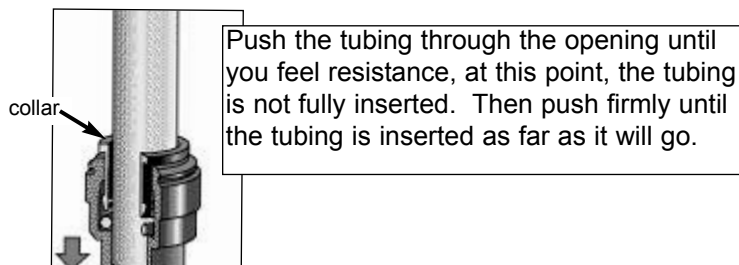 Push the tubing through the opening until
you feel resistance, at this point, the tubing
is not fully inserted. Then push firmly until
the tubing is inserted as far as it will go.
collar